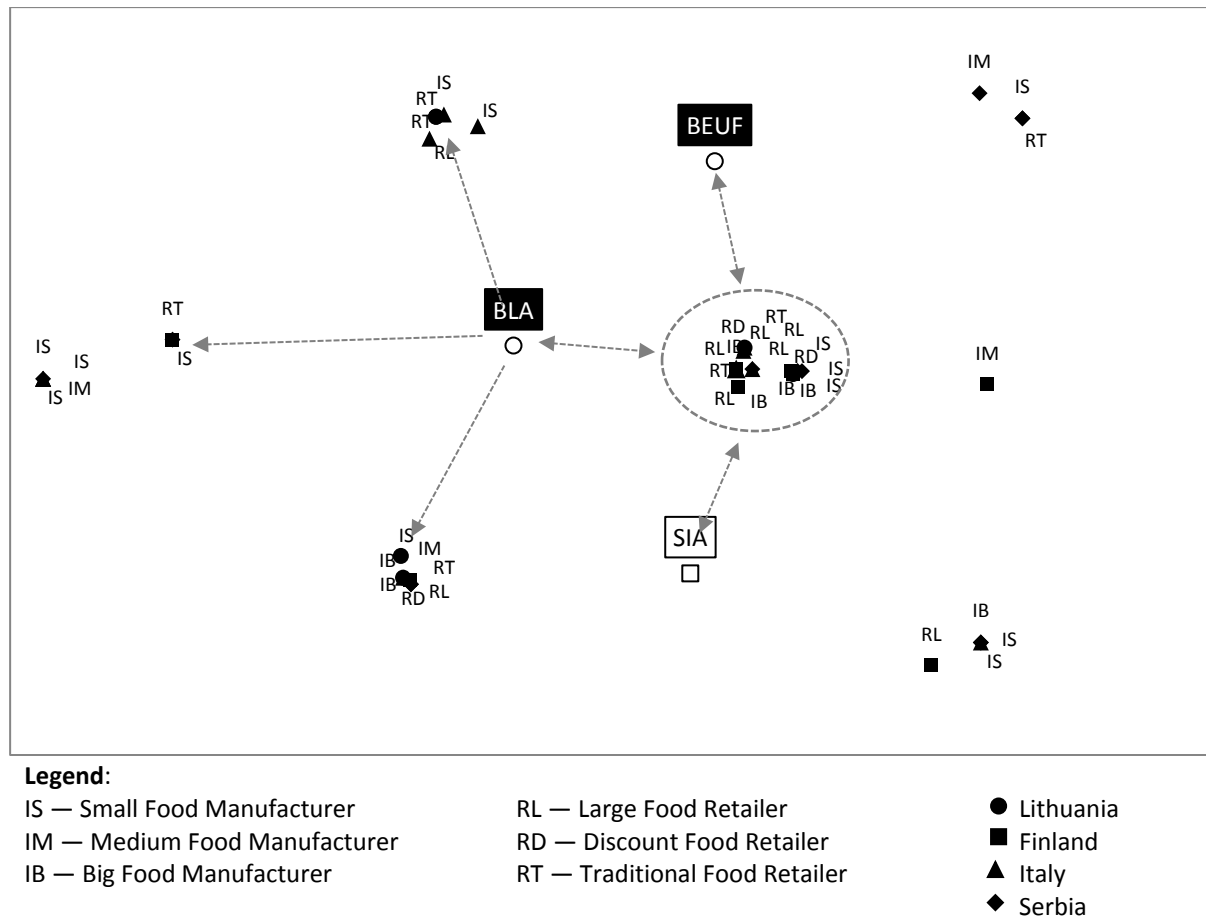 IM
IS
RT
IS
RT
IS
RT
RL
BEUF
BLA
RT
IS
IS
IS
IS
IM
RD
RT
RL
RL
IB
RL
RL
IS
RD
RT
IS
IS
RL
IB
IB
IB
IM
IS
IM
IB
RT
IB
RD
RL
SIA
IB
RL
IS
IS
Legend:
IS — Small Food Manufacturer
RL — Large Food Retailer
Lithuania
IM — Medium Food Manufacturer
RD — Discount Food Retailer
Finland
IB — Big Food Manufacturer
RT — Traditional Food Retailer
Italy
Serbia